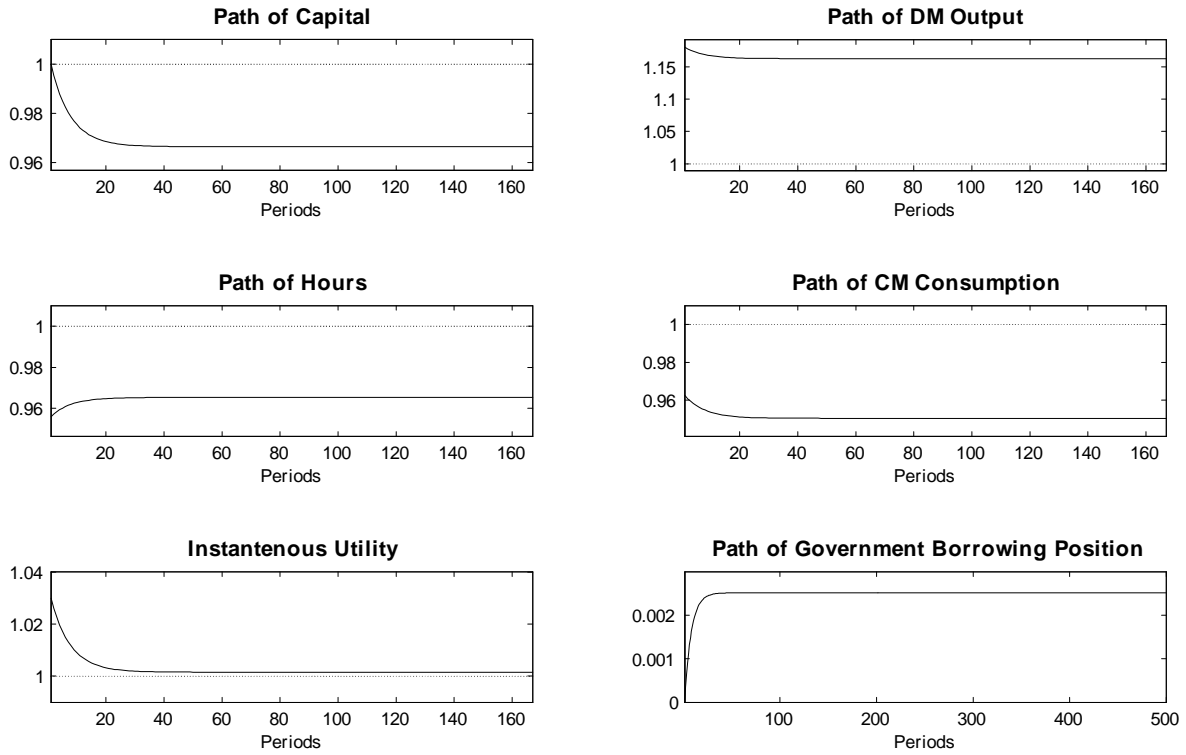 Path of Capital
1
0.98
0.96
20 40 60 80 100 120 140 160
Periods
Path of DM Output
1.15
1.1
1.05
1
20 40 60 80 100 120 140 160
Periods
Path of Hours
1
0.98
0.96
20 40 60 80 100 120 140 160
Periods
Path of CM Consumption
1
0.98
0.96
20 40 60 80 100 120 140 160
Periods
Instantenous Utility
1.04
1.02
1
20 40 60 80 100 120 140 160
Periods
Path of Government Borrowing Position
0.002
0.001
0
100 200 300 400 500
Periods